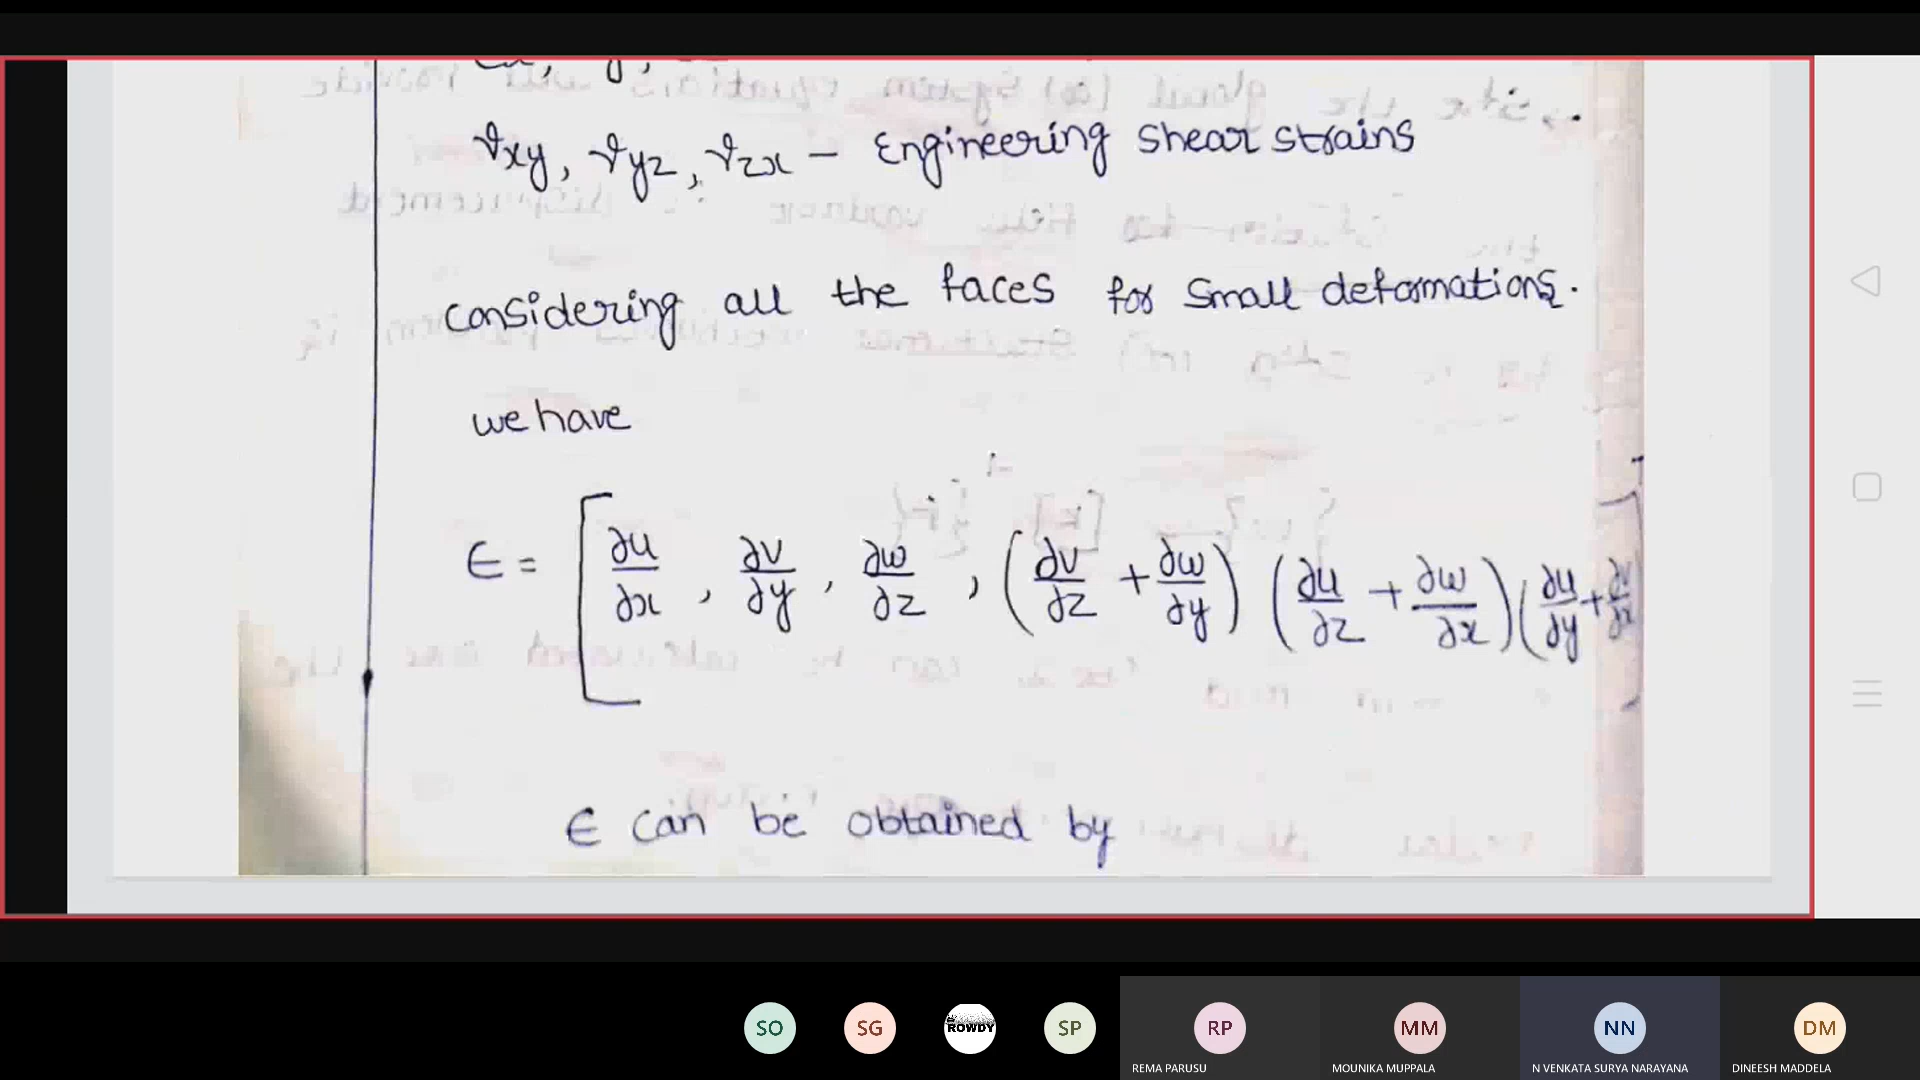 γxy, γyz, γzx – Engineering shear strains
considering all the faces for small deformations.
we have
∈ = [ ∂u/∂x , ∂v/∂y , ∂w/∂z , (∂v/∂z + ∂w/∂y) (∂u/∂z + ∂w/∂x) (∂u/∂y + ∂v/∂x) ]
∈ can be obtained by
SO SG ROWDY SP RP MM NN DM
REMA PARUSU MOUNIKA MUPPALA N VENKATA SURYA NARAYANA DINEESH MADDELA